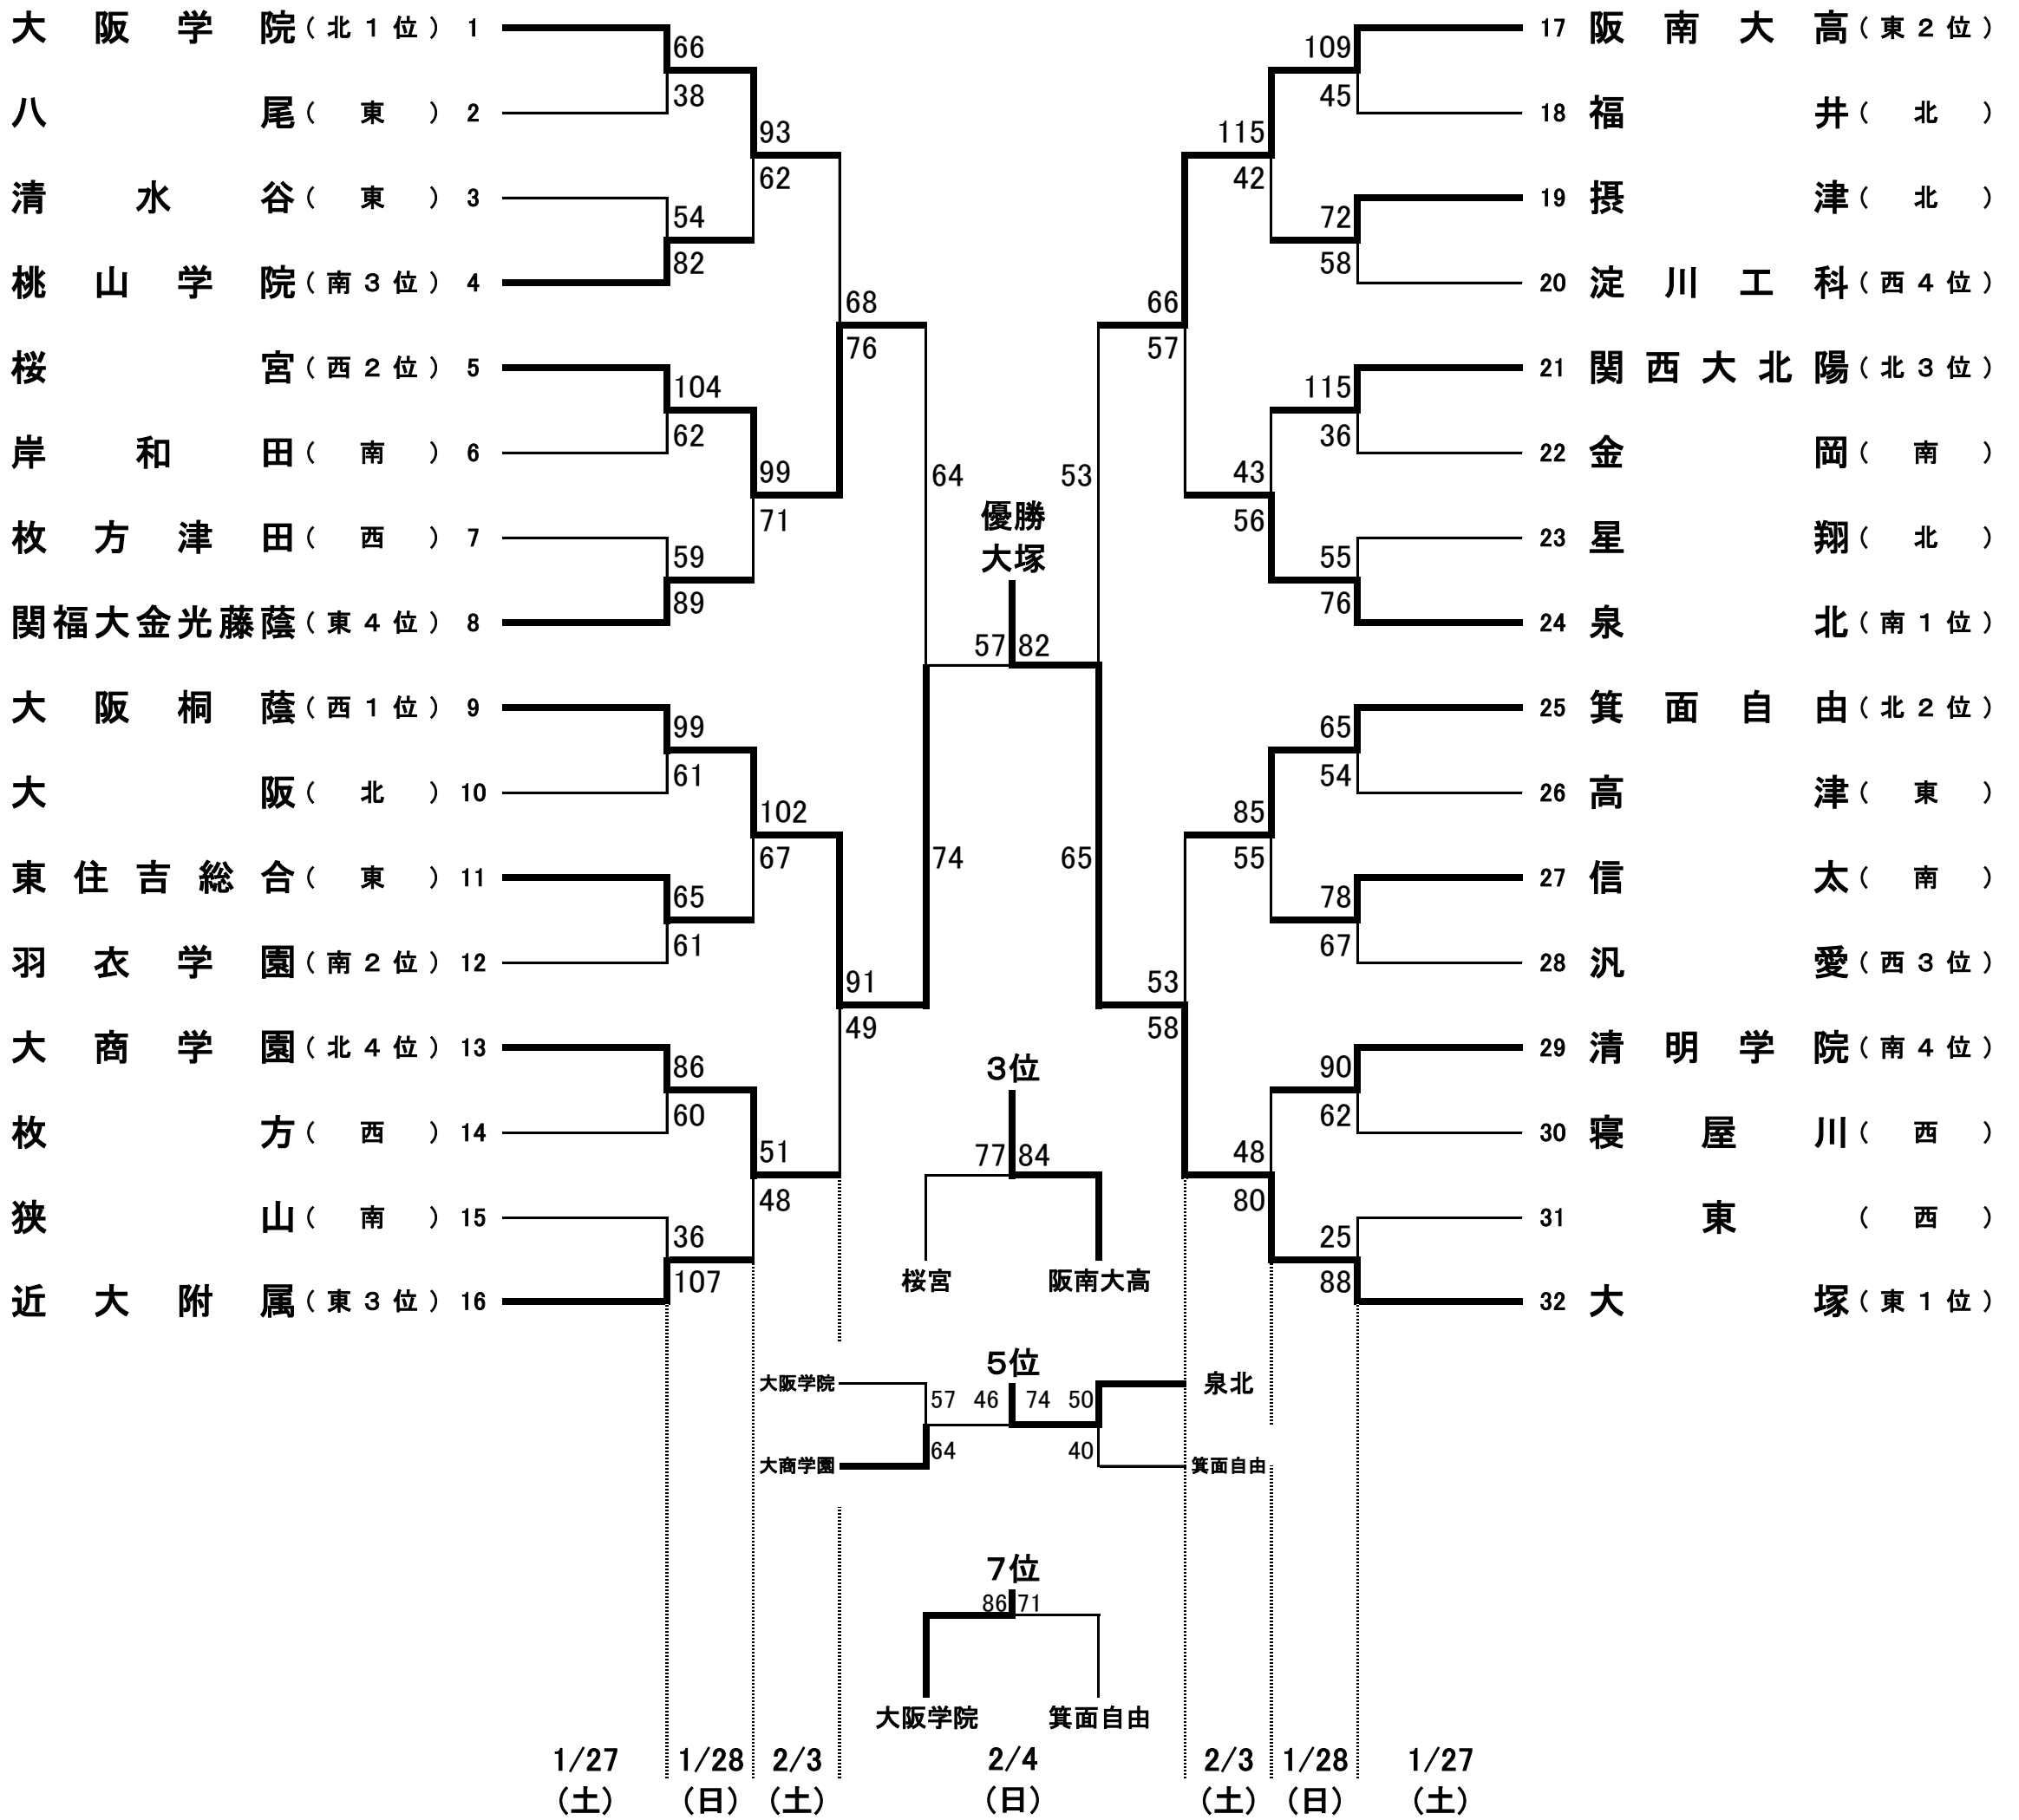 大阪学院(北1位) 1
66
38
八尾(東) 2
93
62
清水谷(東) 3
54
82
桃山学院(南3位) 4
68
76
桜宮(西2位) 5
104
62
岸和田(南) 6
99
71
枚方津田(西) 7
59
89
関福大金光藤蔭(東4位) 8
64
74
大阪桐蔭(西1位) 9
99
61
大阪(北) 10
102
67
東住吉総合(東) 11
65
61
羽衣学園(南2位) 12
91
49
大商学園(北4位) 13
86
60
枚方(西) 14
51
48
狭山(南) 15
36
107
近大附属(東3位) 16
優勝
大塚
57 82
3位
77 84
桜宮 阪南大高
17 阪南大高(東2位)
109
45
18 福井(北)
115
42
19 摂津(北)
72
58
20 淀川工科(西4位)
66
57
21 関西大北陽(北3位)
115
36
22 金岡(南)
43
56
23 星翔(北)
55
76
24 泉北(南1位)
53
65
25 箕面自由(北2位)
65
54
26 高津(東)
85
55
27 信太(南)
78
67
28 汎愛(西3位)
53
58
29 清明学院(南4位)
90
62
30 寝屋川(西)
48
80
31 東(西)
25
88
32 大塚(東1位)
5位
大阪学院 57 46 74 50 泉北
大商学園 64 40 箕面自由
7位
86 71
大阪学院 箕面自由
1/27 1/28 2/3 2/4 2/3 1/28 1/27
(土) (日) (土) (日) (土) (日) (土)